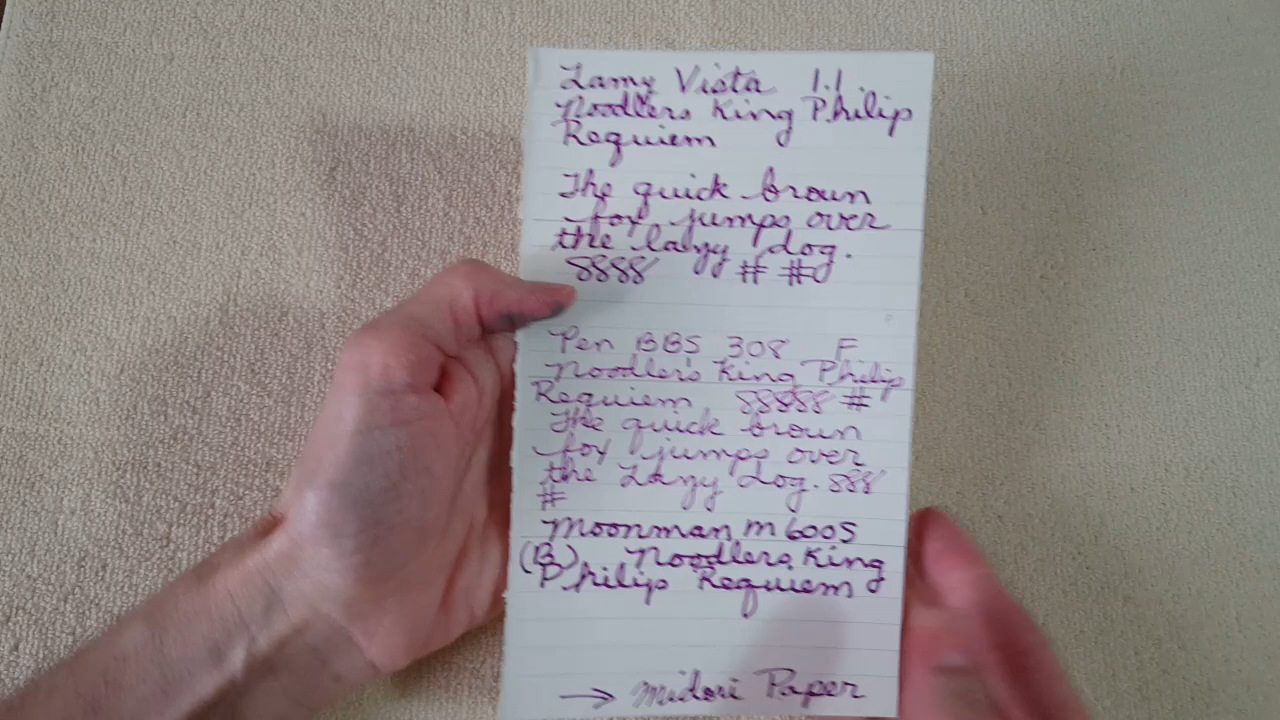 Lamy Vista 1.1
Noodlers King Philip
Requiem
The quick brown
fox jumps over
the lazy dog.
8888 # #
Pen BBS 308 F
Noodler's King Philip
Requiem 88888 #
The quick brown
fox jumps over
the Lazy dog. 888
#
Moonman M600S
(B) Noodlers King
Philip Requiem
→ Midori Paper